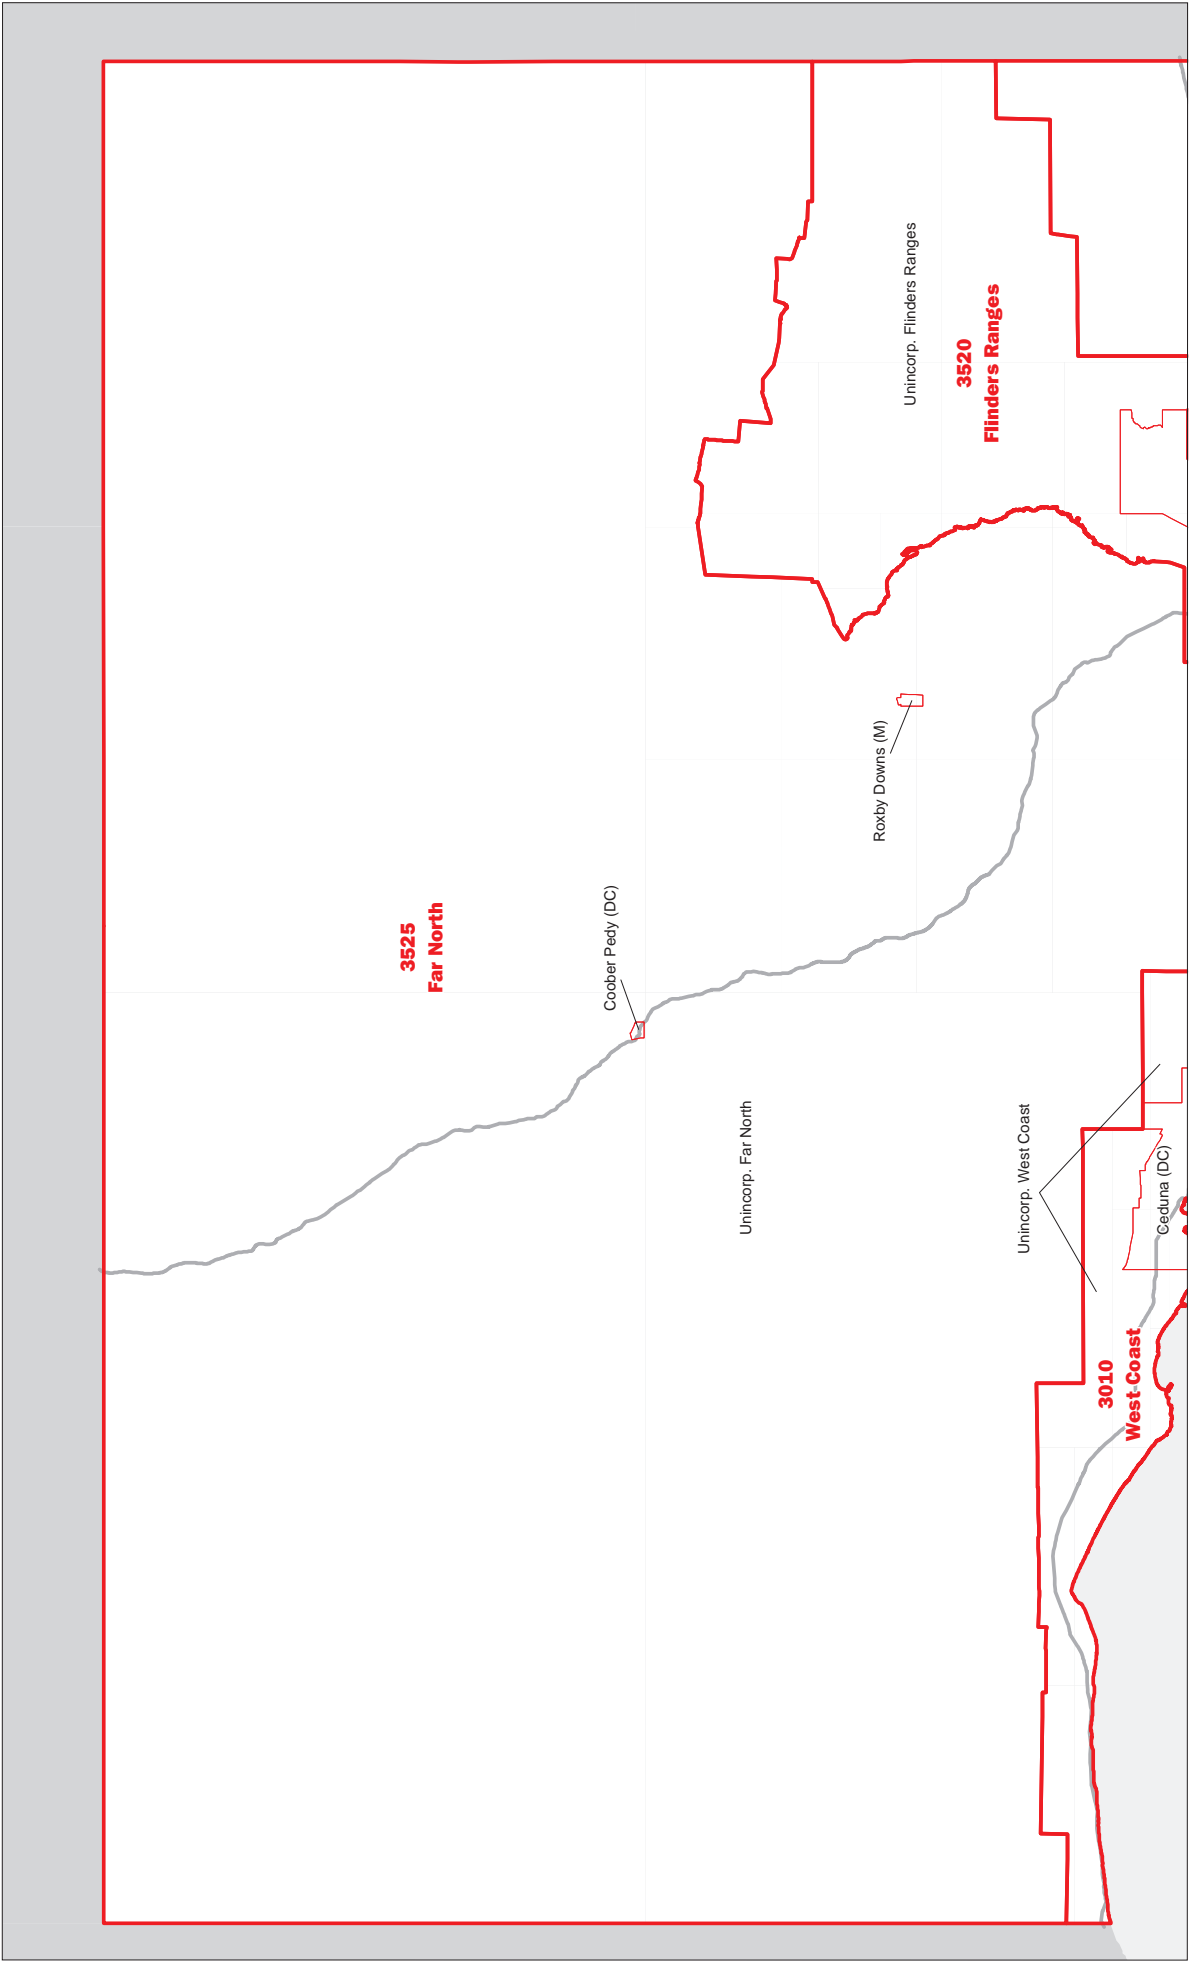 3525
Far North
Coober Pedy (DC)
Unincorp. Far North
Roxby Downs (M)
Unincorp. Flinders Ranges
3520
Flinders Ranges
Unincorp. West Coast
3010
West Coast
Ceduna (DC)